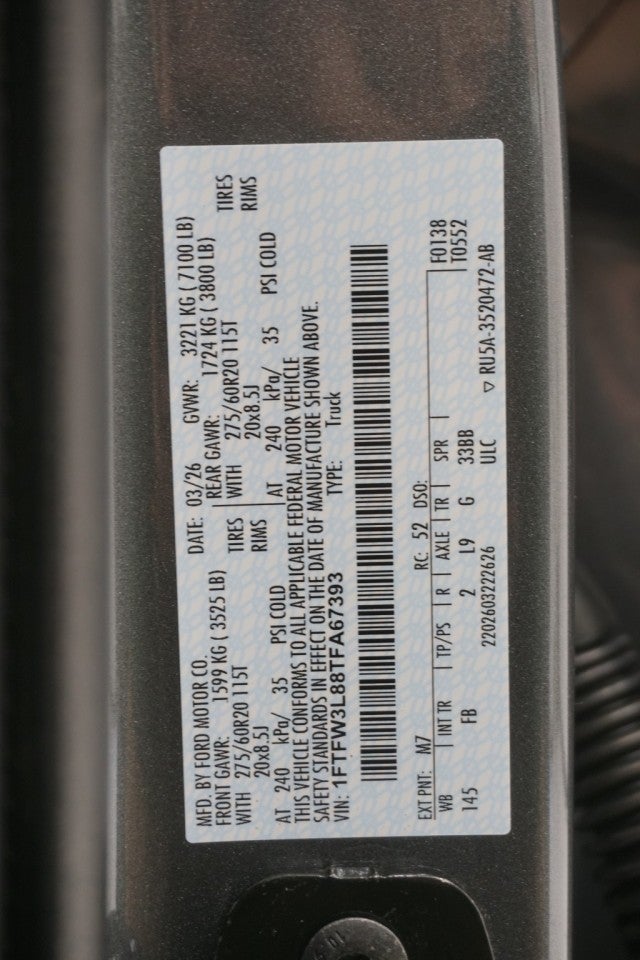 MFD. BY FORD MOTOR CO.
DATE: 03/26 GVWR: 3221 KG ( 7100 LB)
FRONT GAWR: 1599 KG ( 3525 LB)
REAR GAWR: 1724 KG ( 3800 LB)
WITH 275/60R20 115T TIRES
20x8.5J RIMS
AT 240 kPa/ 35 PSI COLD
WITH 275/60R20 115T TIRES
20x8.5J RIMS
AT 240 kPa/ 35 PSI COLD
THIS VEHICLE CONFORMS TO ALL APPLICABLE FEDERAL MOTOR VEHICLE
SAFETY STANDARDS IN EFFECT ON THE DATE OF MANUFACTURE SHOWN ABOVE.
VIN: 1FTFW3L88TFA67393 TYPE: Truck
EXT PNT: M7 RC: 52 DSO: F0138
WB INT TR TP/PS R AXLE TR SPR T0552
145 FB 2 L9 G 33BB
ULC
2202603222626 ▽ RU5A-3520472-AB